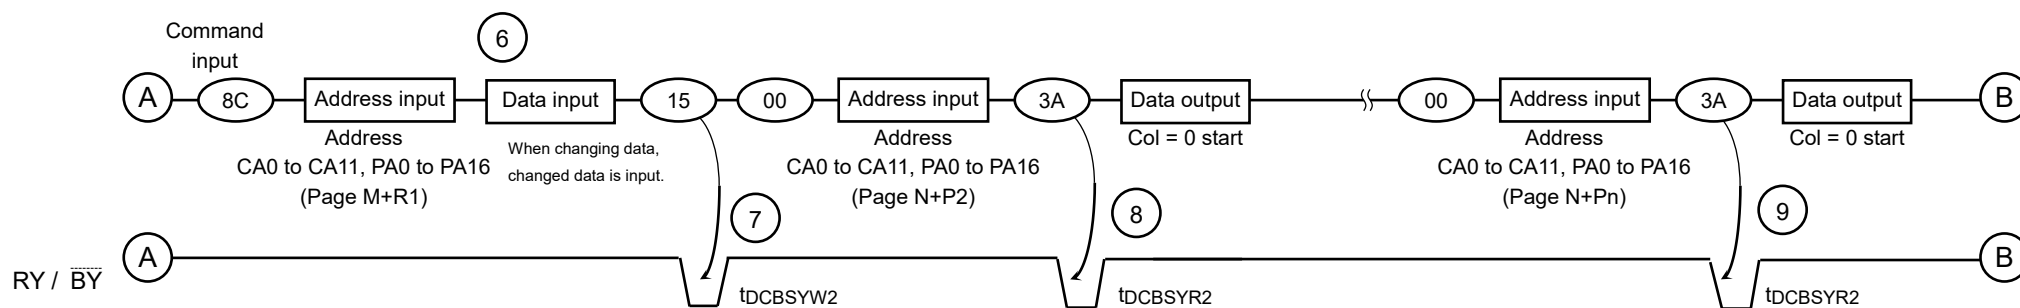 Command
input
6
A
8C
Address input
Data input
15
00
Address input
3A
Data output
00
Address input
3A
Data output
B
Address
CA0 to CA11, PA0 to PA16
(Page M+R1)
When changing data,
changed data is input.
Address
CA0 to CA11, PA0 to PA16
(Page N+P2)
Col = 0 start
Address
CA0 to CA11, PA0 to PA16
(Page N+Pn)
Col = 0 start
7
8
9
A
B
RY / BY
tDCBSYW2
tDCBSYR2
tDCBSYR2